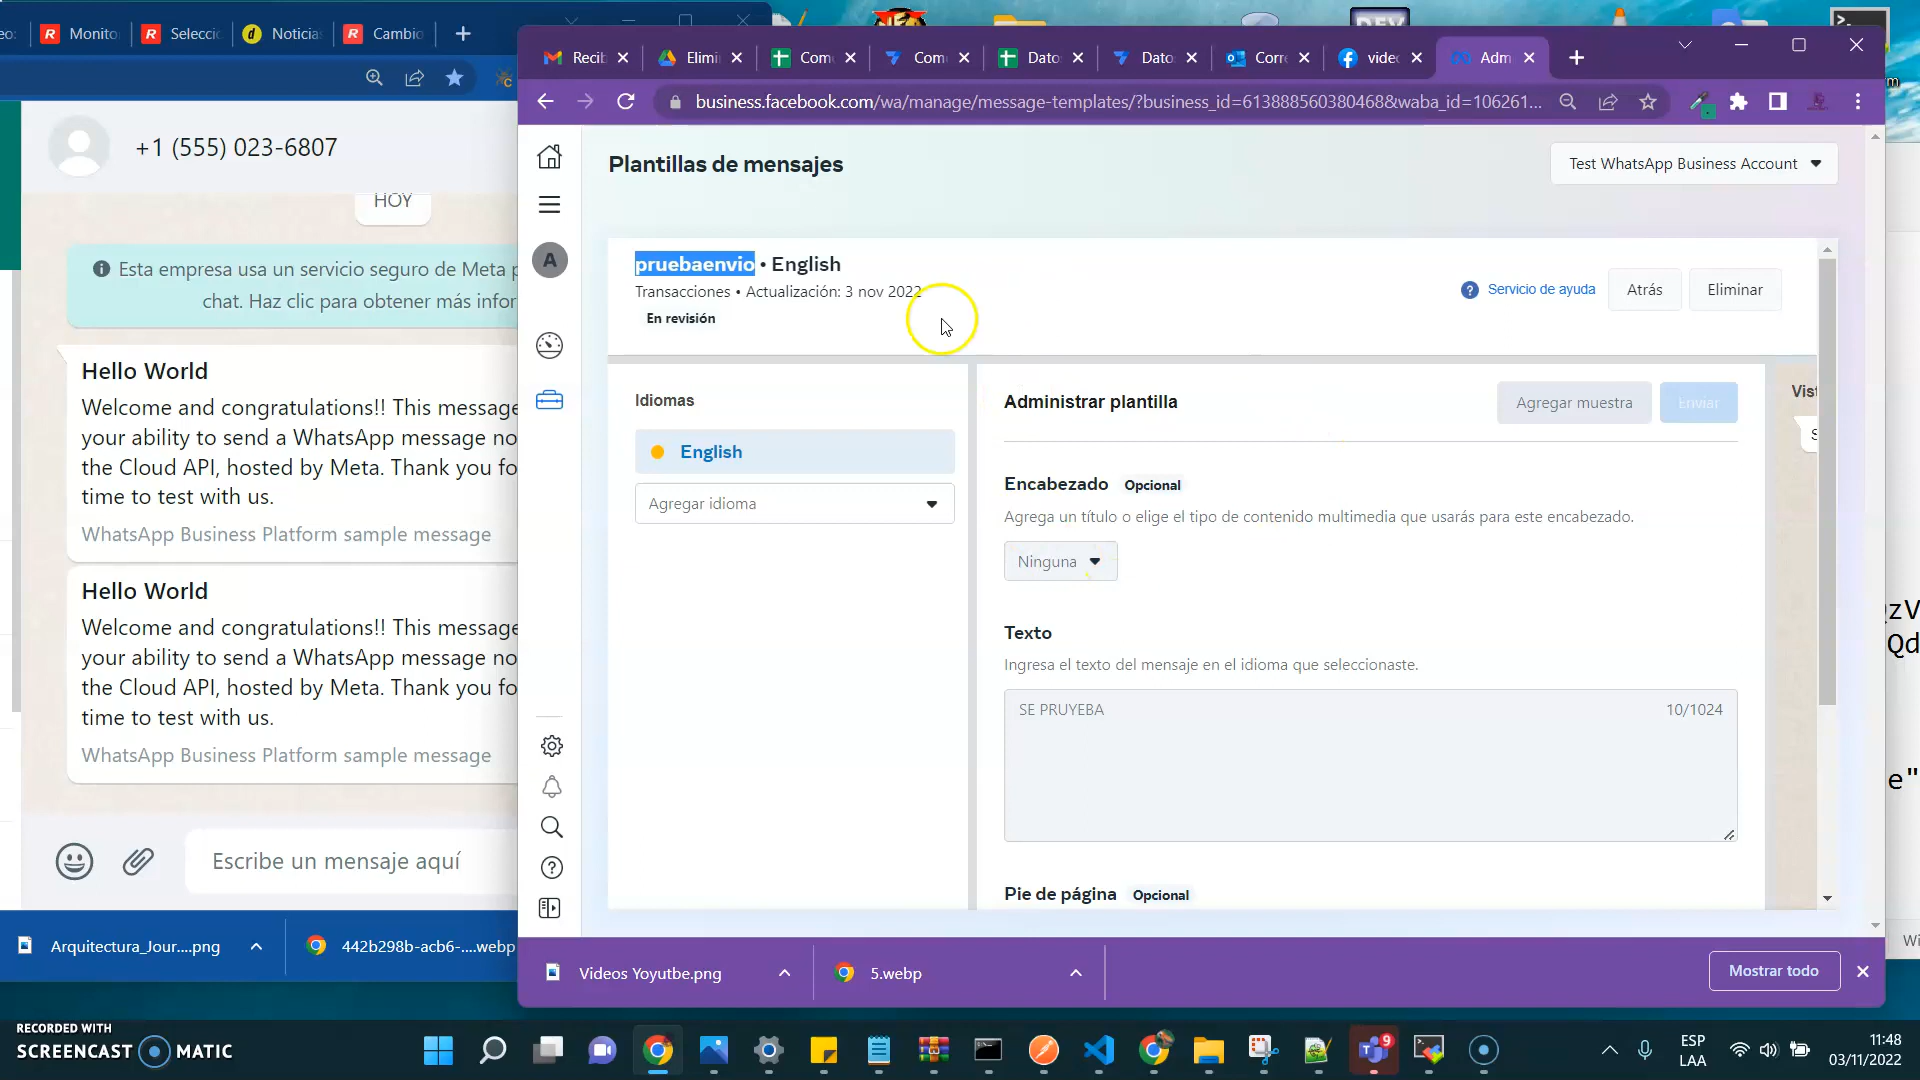 Monito
Selecci
Noticia
Cambio
+1 (555) 023-6807
HOY
Esta empresa usa un servicio seguro de Meta p
chat. Haz clic para obtener más infor
Hello World
Welcome and congratulations!! This message
your ability to send a WhatsApp message no
the Cloud API, hosted by Meta. Thank you fo
time to test with us.
WhatsApp Business Platform sample message
Hello World
Welcome and congratulations!! This message
your ability to send a WhatsApp message no
the Cloud API, hosted by Meta. Thank you fo
time to test with us.
WhatsApp Business Platform sample message
Escribe un mensaje aquí
Arquitectura_Jour....png
442b298b-acb6-....webp
Recib
Elimi
Com
Com
Dato
Dato
Corre
video
Adm
business.facebook.com/wa/manage/message-templates/?business_id=613888560380468&waba_id=106261...
Plantillas de mensajes
Test WhatsApp Business Account
A
pruebaenvio • English
Transacciones • Actualización: 3 nov 2022
En revisión
Servicio de ayuda
Atrás
Eliminar
Idiomas
English
Agregar idioma
Administrar plantilla
Agregar muestra
Enviar
Vist
S
Encabezado Opcional
Agrega un título o elige el tipo de contenido multimedia que usarás para este encabezado.
Ninguna
Texto
Ingresa el texto del mensaje en el idioma que seleccionaste.
SE PRUYEBA
10/1024
Pie de página Opcional
Videos Yoyutbe.png
5.webp
Mostrar todo
DEV
m
QzV
Qd
e"
Wi
RECORDED WITH
SCREENCAST MATIC
9
ESP
LAA
11:48
03/11/2022